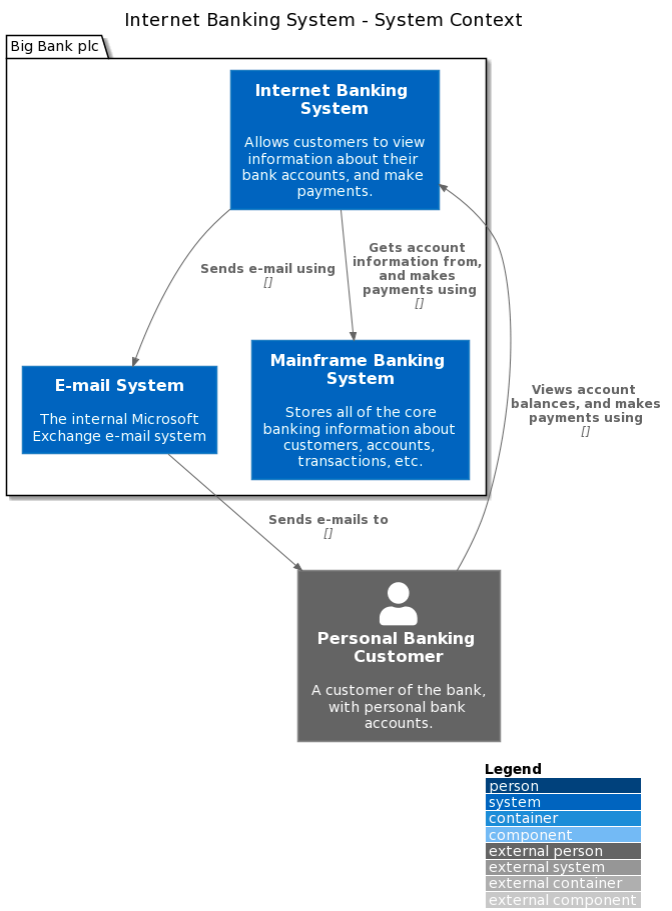 Internet Banking System - System Context
Big Bank plc
Internet Banking
System
Allows customers to view
information about their
bank accounts, and make
payments.
Sends e-mail using
[]
Gets account
information from,
and makes
payments using
[]
E-mail System
The internal Microsoft
Exchange e-mail system
Mainframe Banking
System
Stores all of the core
banking information about
customers, accounts,
transactions, etc.
Views account
balances, and makes
payments using
[]
Sends e-mails to
[]
Personal Banking
Customer
A customer of the bank,
with personal bank
accounts.
Legend
person
system
container
component
external person
external system
external container
external component